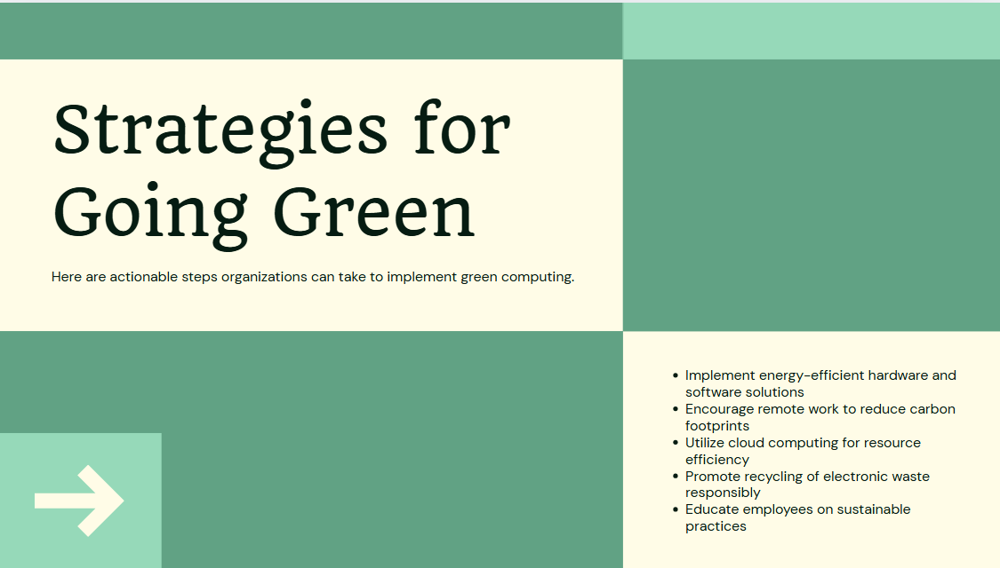 Strategies for
Going Green
Here are actionable steps organizations can take to implement green computing.
• Implement energy-efficient hardware and
software solutions
• Encourage remote work to reduce carbon
footprints
• Utilize cloud computing for resource
efficiency
• Promote recycling of electronic waste
responsibly
• Educate employees on sustainable
practices